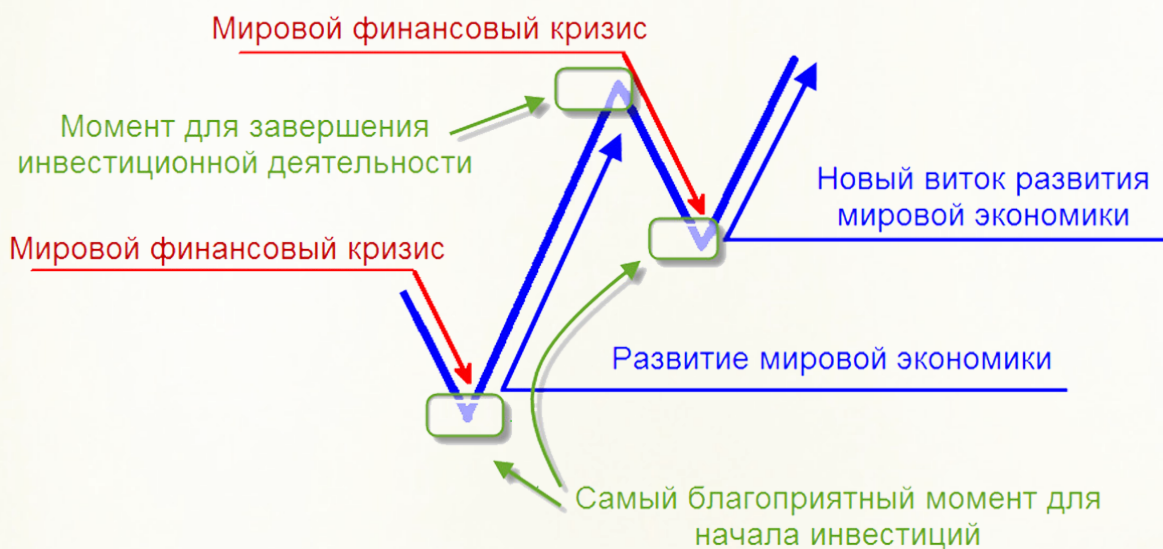 Мировой финансовый кризис
Момент для завершения
инвестиционной деятельности
Новый виток развития
мировой экономики
Мировой финансовый кризис
Развитие мировой экономики
Самый благоприятный момент для
начала инвестиций